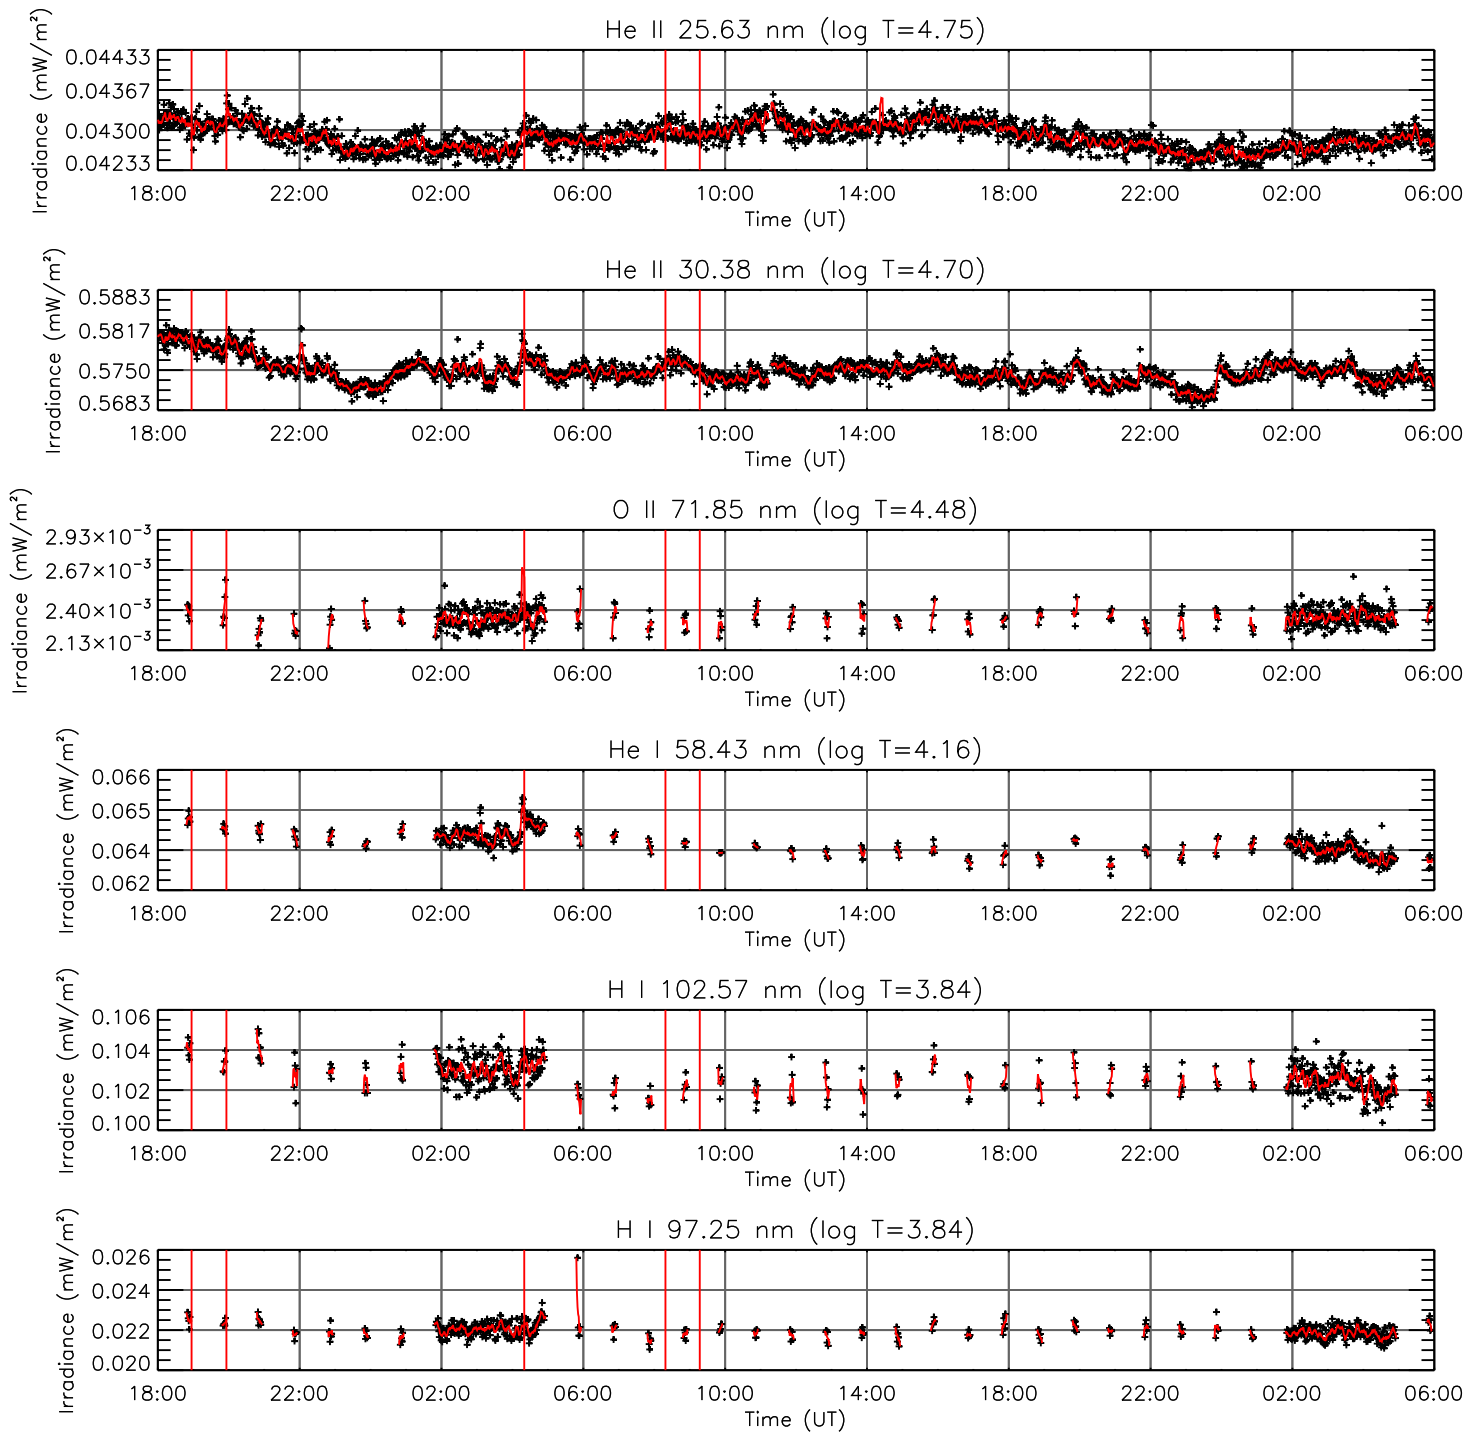 He II 25.63 nm (log T=4.75)
Irradiance (mW/m²)
0.04433
0.04367
0.04300
0.04233
18:00 22:00 02:00 06:00 10:00 14:00 18:00 22:00 02:00 06:00
Time (UT)
He II 30.38 nm (log T=4.70)
Irradiance (mW/m²)
0.5883
0.5817
0.5750
0.5683
18:00 22:00 02:00 06:00 10:00 14:00 18:00 22:00 02:00 06:00
Time (UT)
O II 71.85 nm (log T=4.48)
Irradiance (mW/m²)
2.93×10⁻³
2.67×10⁻³
2.40×10⁻³
2.13×10⁻³
18:00 22:00 02:00 06:00 10:00 14:00 18:00 22:00 02:00 06:00
Time (UT)
He I 58.43 nm (log T=4.16)
Irradiance (mW/m²)
0.066
0.065
0.064
0.062
18:00 22:00 02:00 06:00 10:00 14:00 18:00 22:00 02:00 06:00
Time (UT)
H I 102.57 nm (log T=3.84)
Irradiance (mW/m²)
0.106
0.104
0.102
0.100
18:00 22:00 02:00 06:00 10:00 14:00 18:00 22:00 02:00 06:00
Time (UT)
H I 97.25 nm (log T=3.84)
Irradiance (mW/m²)
0.026
0.024
0.022
0.020
18:00 22:00 02:00 06:00 10:00 14:00 18:00 22:00 02:00 06:00
Time (UT)